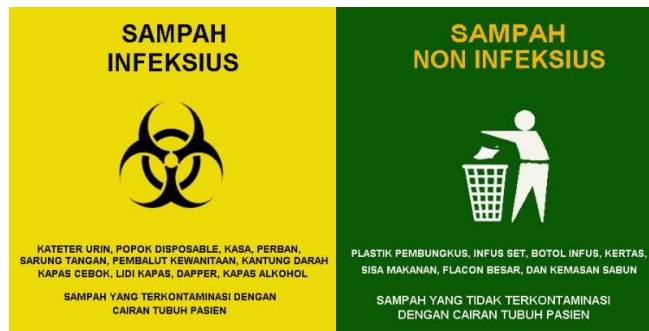 SAMPAH
INFEKSIUS
KATETER URIN, POPOK DISPOSABLE, KASA, PERBAN,
SARUNG TANGAN, PEMBALUT KEWANITAAN, KANTUNG DARAH
KAPAS CEBOK, LIDI KAPAS, DAPPER, KAPAS ALKOHOL
SAMPAH YANG TERKONTAMINASI DENGAN
CAIRAN TUBUH PASIEN
SAMPAH
NON INFEKSIUS
PLASTIK PEMBUNGKUS, INFUS SET, BOTOL INFUS, KERTAS,
SISA MAKANAN, FLACON BESAR, DAN KEMASAN SABUN
SAMPAH YANG TIDAK TERKONTAMINASI
DENGAN CAIRAN TUBUH PASIEN